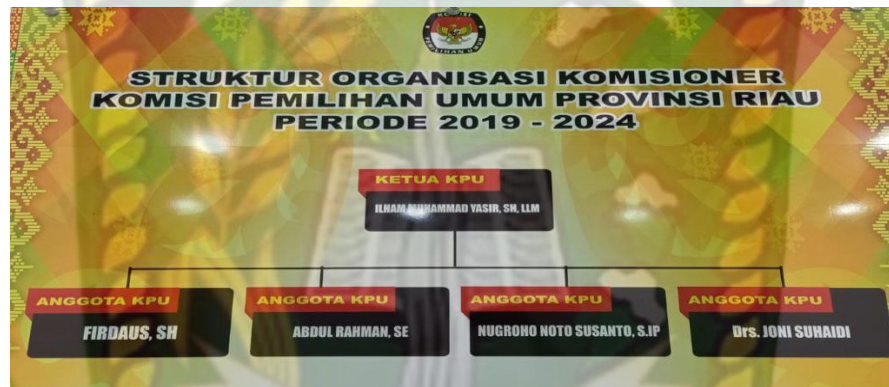 STRUKTUR ORGANISASI KOMISIONER
KOMISI PEMILIHAN UMUM PROVINSI RIAU
PERIODE 2019 - 2024
KETUA KPU
ILHAM MUHAMMAD YASIR, SH, LLM
ANGGOTA KPU
FIRDAUS, SH
ANGGOTA KPU
ABDUL RAHMAN, SE
ANGGOTA KPU
NUGROHO NOTO SUSANTO, S.IP
ANGGOTA KPU
Drs. JONI SUHAIDI